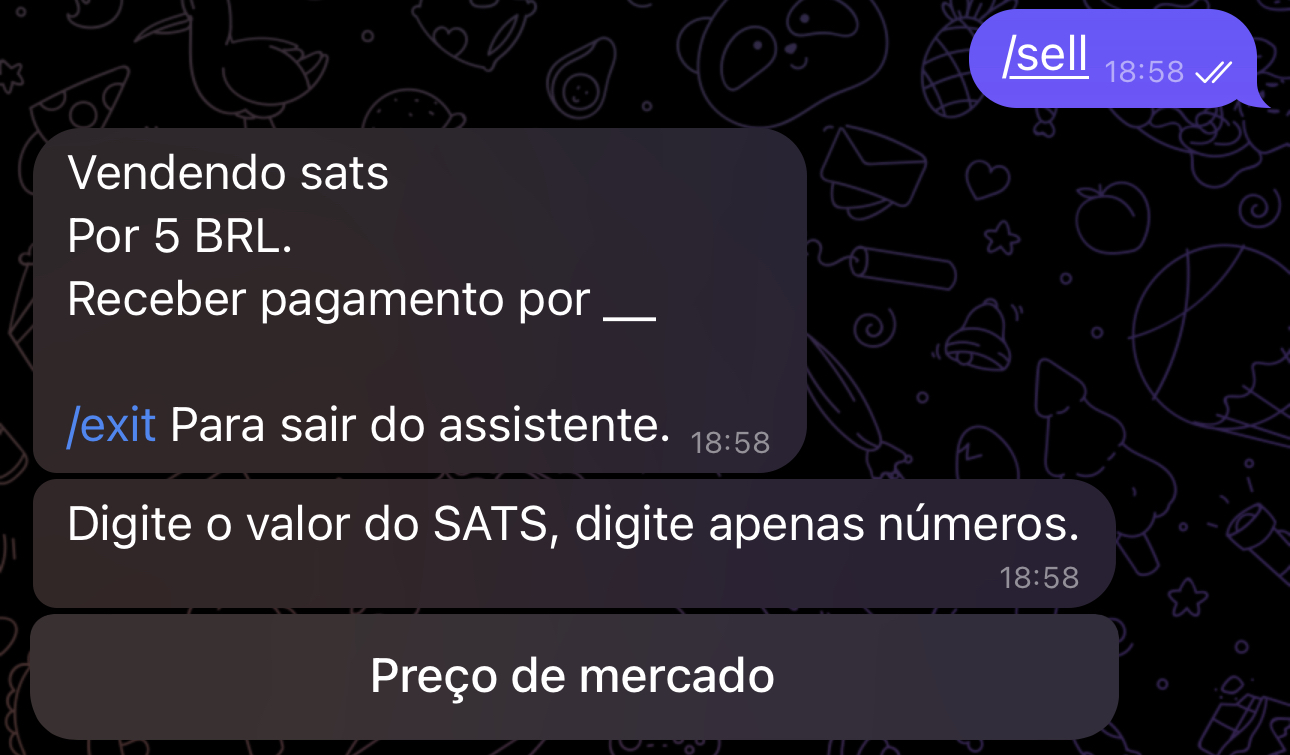 /sell 18:58
Vendendo sats
Por 5 BRL.
Receber pagamento por ___
/exit Para sair do assistente. 18:58
Digite o valor do SATS, digite apenas números.
18:58
Preço de mercado